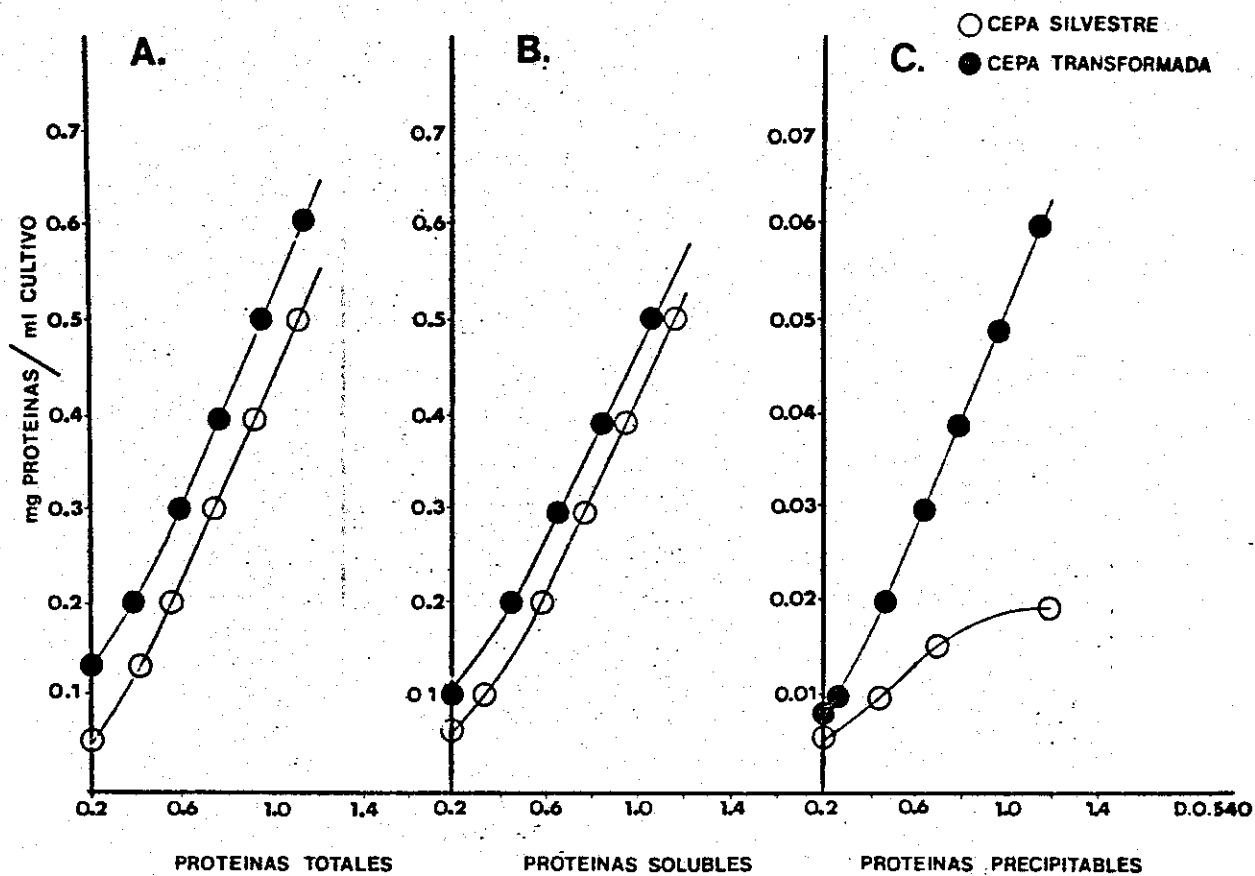 ○ CEPA SILVESTRE
● CEPA TRANSFORMADA
A.
B.
C.
mg PROTEINAS / ml CULTIVO
0.7
0.6
0.5
0.4
0.3
0.2
0.1
0.2 0.6 1.0 1.4
PROTEINAS TOTALES
0.7
0.6
0.5
0.4
0.3
0.2
0.1
0.2 0.6 1.0 1.4
PROTEINAS SOLUBLES
0.07
0.06
0.05
0.04
0.03
0.02
0.01
0.2 0.6 1.0 1.4 D.O.540
PROTEINAS PRECIPITABLES